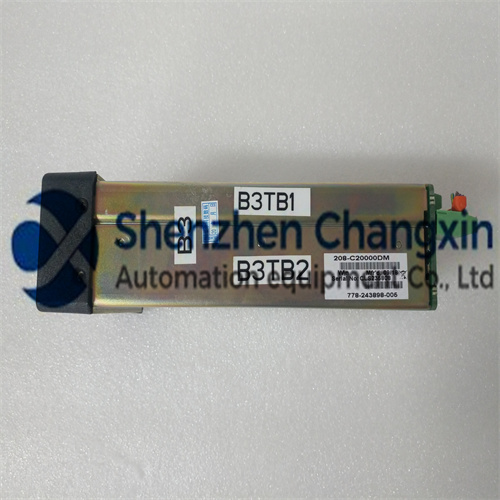 B3TB1
B3
Shenzhen Changxin
Automation equipment Co., Ltd
B3TB2
208-C20000DM
778-243898-005